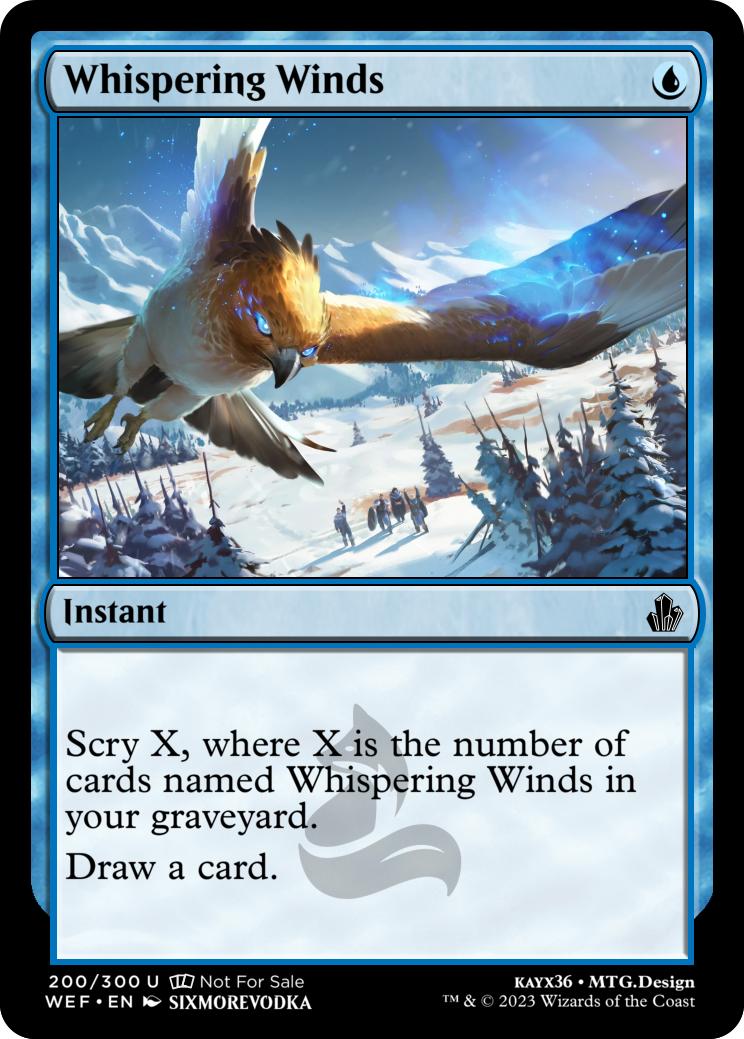 Whispering Winds
Instant
Scry X, where X is the number of
cards named Whispering Winds in
your graveyard.
Draw a card.
200/300 U Not For Sale
WEF • EN SIXMOREVODKA
KAYX36 • MTG.Design
™ & © 2023 Wizards of the Coast